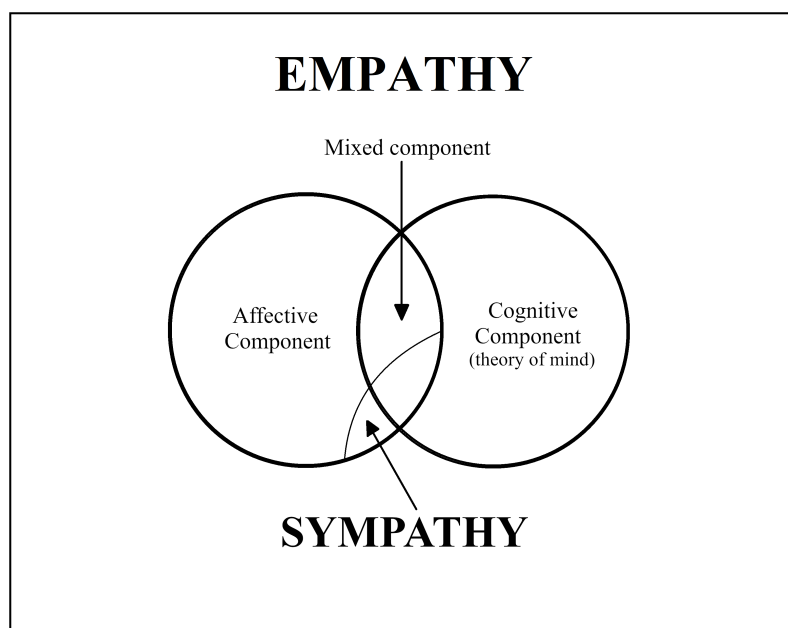 EMPATHY
Mixed component
Affective
Component
Cognitive
Component
(theory of mind)
SYMPATHY